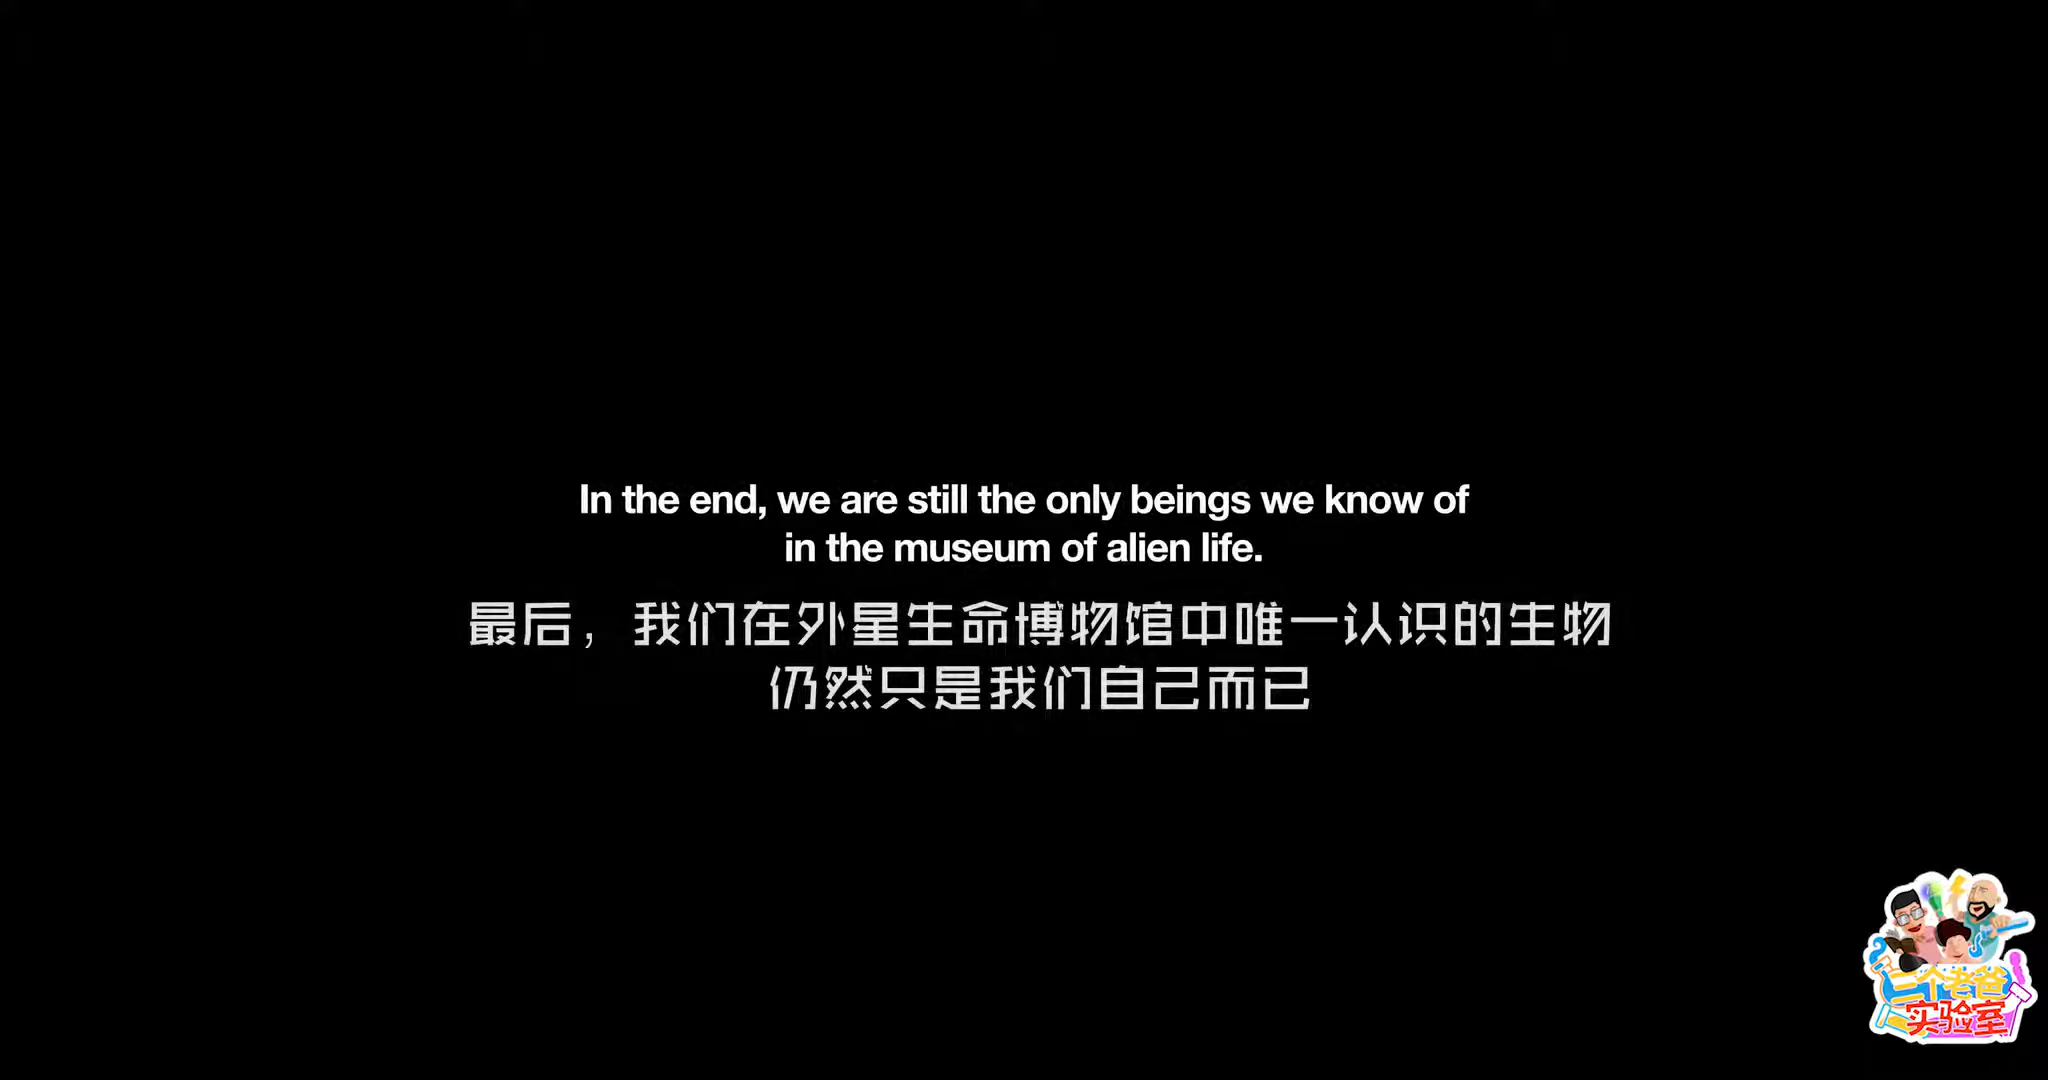 In the end, we are still the only beings we know of
in the museum of alien life.
最后，我们在外星生命博物馆中唯一认识的生物
仍然只是我们自己而已
三个老爸
实验室